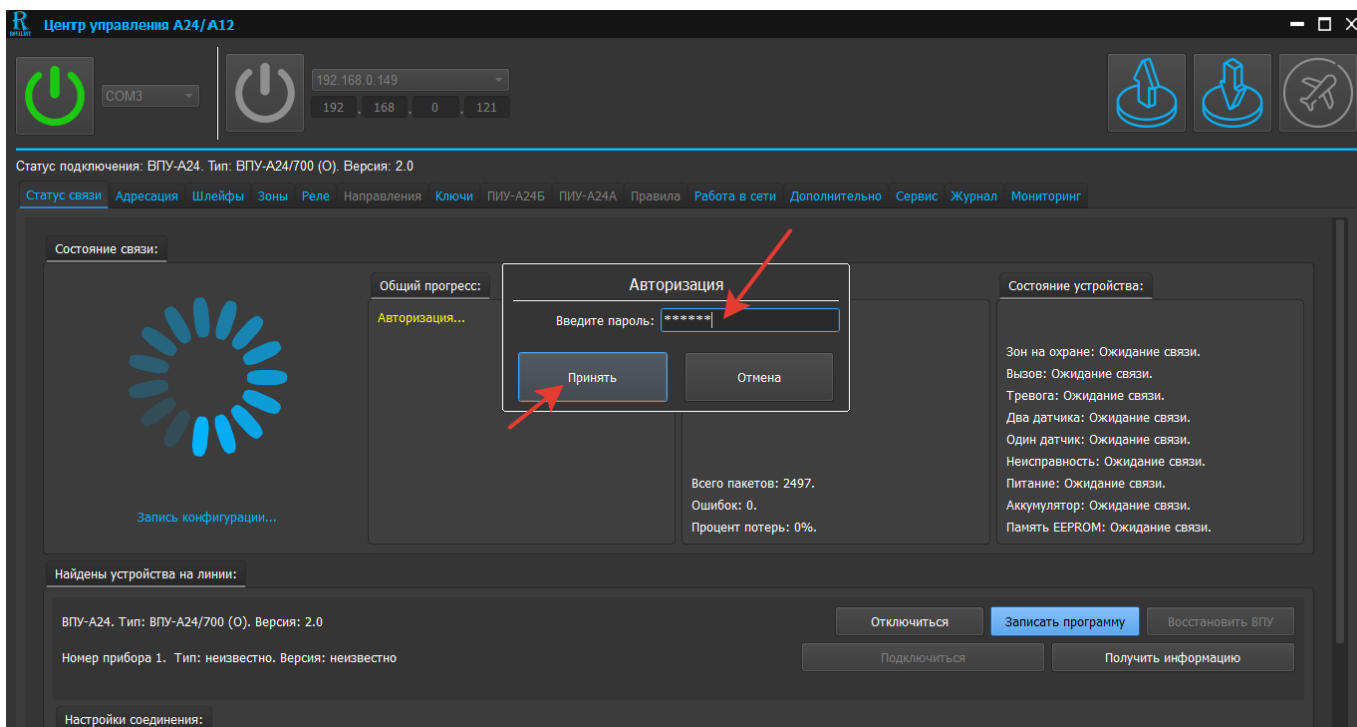 Центр управления А24/А12
COM3
192.168.0.149
192 . 168 . 0 . 121
Статус подключения: ВПУ-А24. Тип: ВПУ-А24/700 (О). Версия: 2.0
Статус связи Адресация Шлейфы Зоны Реле Направления Ключи ПИУ-А24Б ПИУ-А24А Правила Работа в сети Дополнительно Сервис Журнал Мониторинг
Состояние связи:
Запись конфигурации...
Общий прогресс:
Авторизация...
Авторизация
Введите пароль: ******
Принять Отмена
Всего пакетов: 2497.
Ошибок: 0.
Процент потерь: 0%.
Состояние устройства:
Зон на охране: Ожидание связи.
Вызов: Ожидание связи.
Тревога: Ожидание связи.
Два датчика: Ожидание связи.
Один датчик: Ожидание связи.
Неисправность: Ожидание связи.
Питание: Ожидание связи.
Аккумулятор: Ожидание связи.
Память EEPROM: Ожидание связи.
Найдены устройства на линии:
ВПУ-А24. Тип: ВПУ-А24/700 (О). Версия: 2.0 Отключиться Записать программу Восстановить ВПУ
Номер прибора 1. Тип: неизвестно. Версия: неизвестно Подключиться Получить информацию
Настройки соединения: